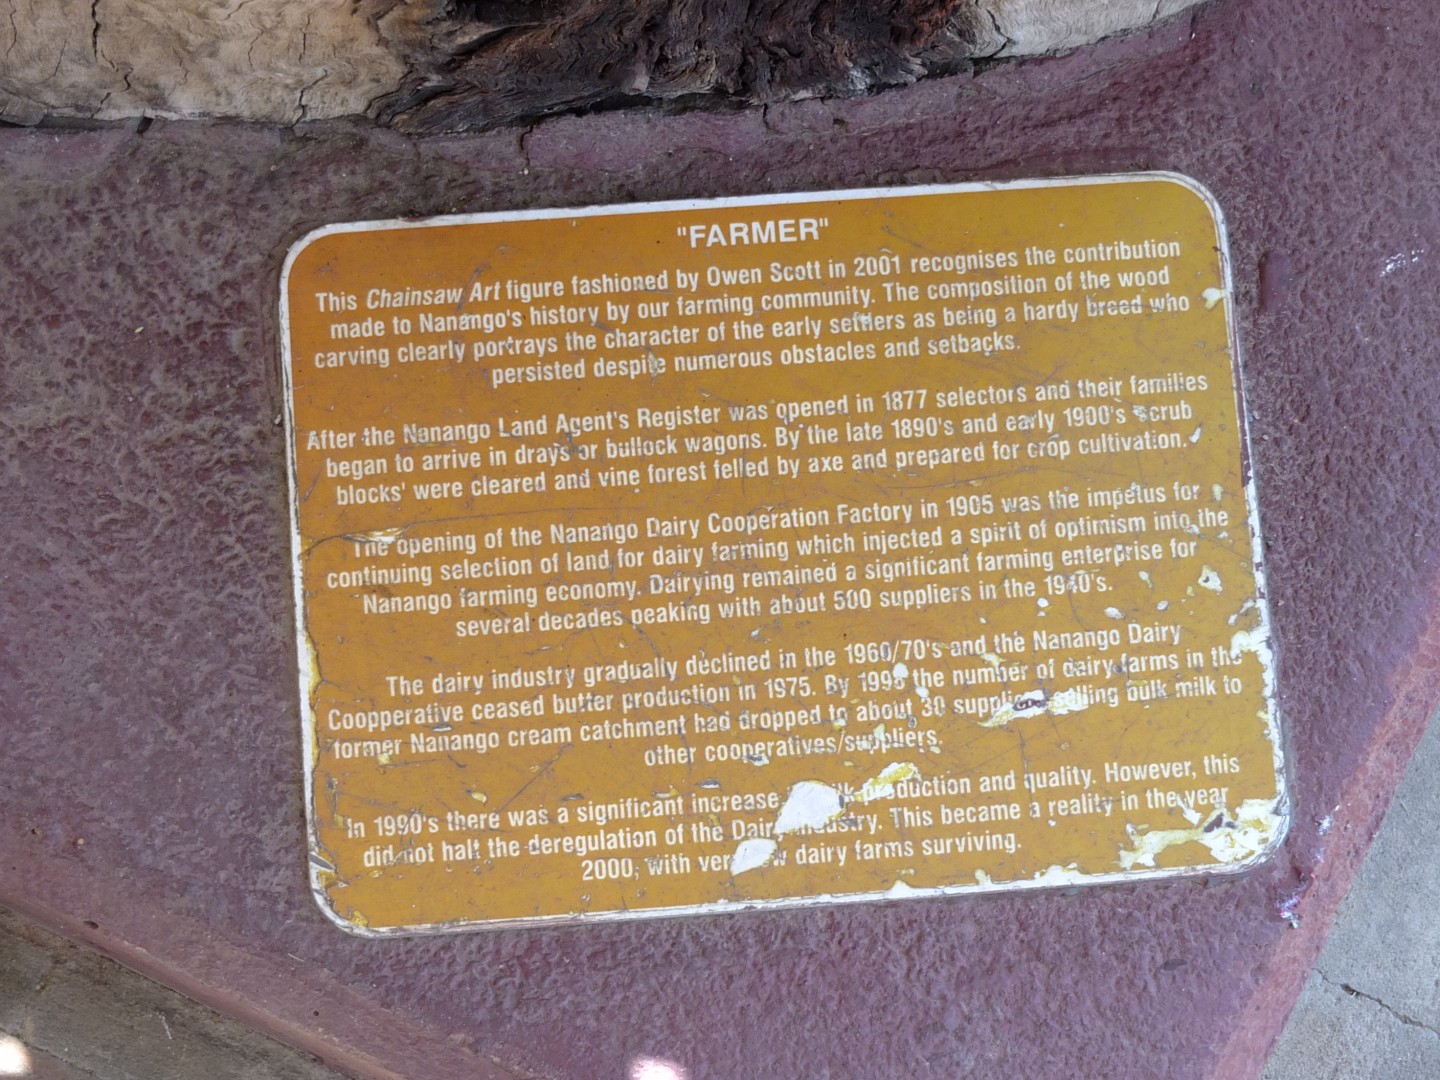 "FARMER"
This Chainsaw Art figure fashioned by Owen Scott in 2001 recognises the contribution
made to Nanango's history by our farming community. The composition of the wood
carving clearly portrays the character of the early settlers as being a hardy breed who
persisted despite numerous obstacles and setbacks.
After the Nanango Land Agent's Register was opened in 1877 selectors and their families
began to arrive in drays or bullock wagons. By the late 1890's and early 1900's scrub
blocks' were cleared and vine forest felled by axe and prepared for crop cultivation.
The opening of the Nanango Dairy Cooperation Factory in 1905 was the impetus for
continuing selection of land for dairy farming which injected a spirit of optimism into the
Nanango farming economy. Dairying remained a significant farming enterprise for
several decades peaking with about 500 suppliers in the 1940's.
The dairy industry gradually declined in the 1960/70's and the Nanango Dairy
Coopperative ceased butter production in 1975. By the number of dairy farms in the
former Nanango cream catchment had dropped to about 30 selling bulk milk to
other cooperatives/suppliers.
In 1990's there was a significant increase milk production and quality. However, this
did not halt the deregulation of the Dairy industry. This became a reality in the year
2000, with very few dairy farms surviving.